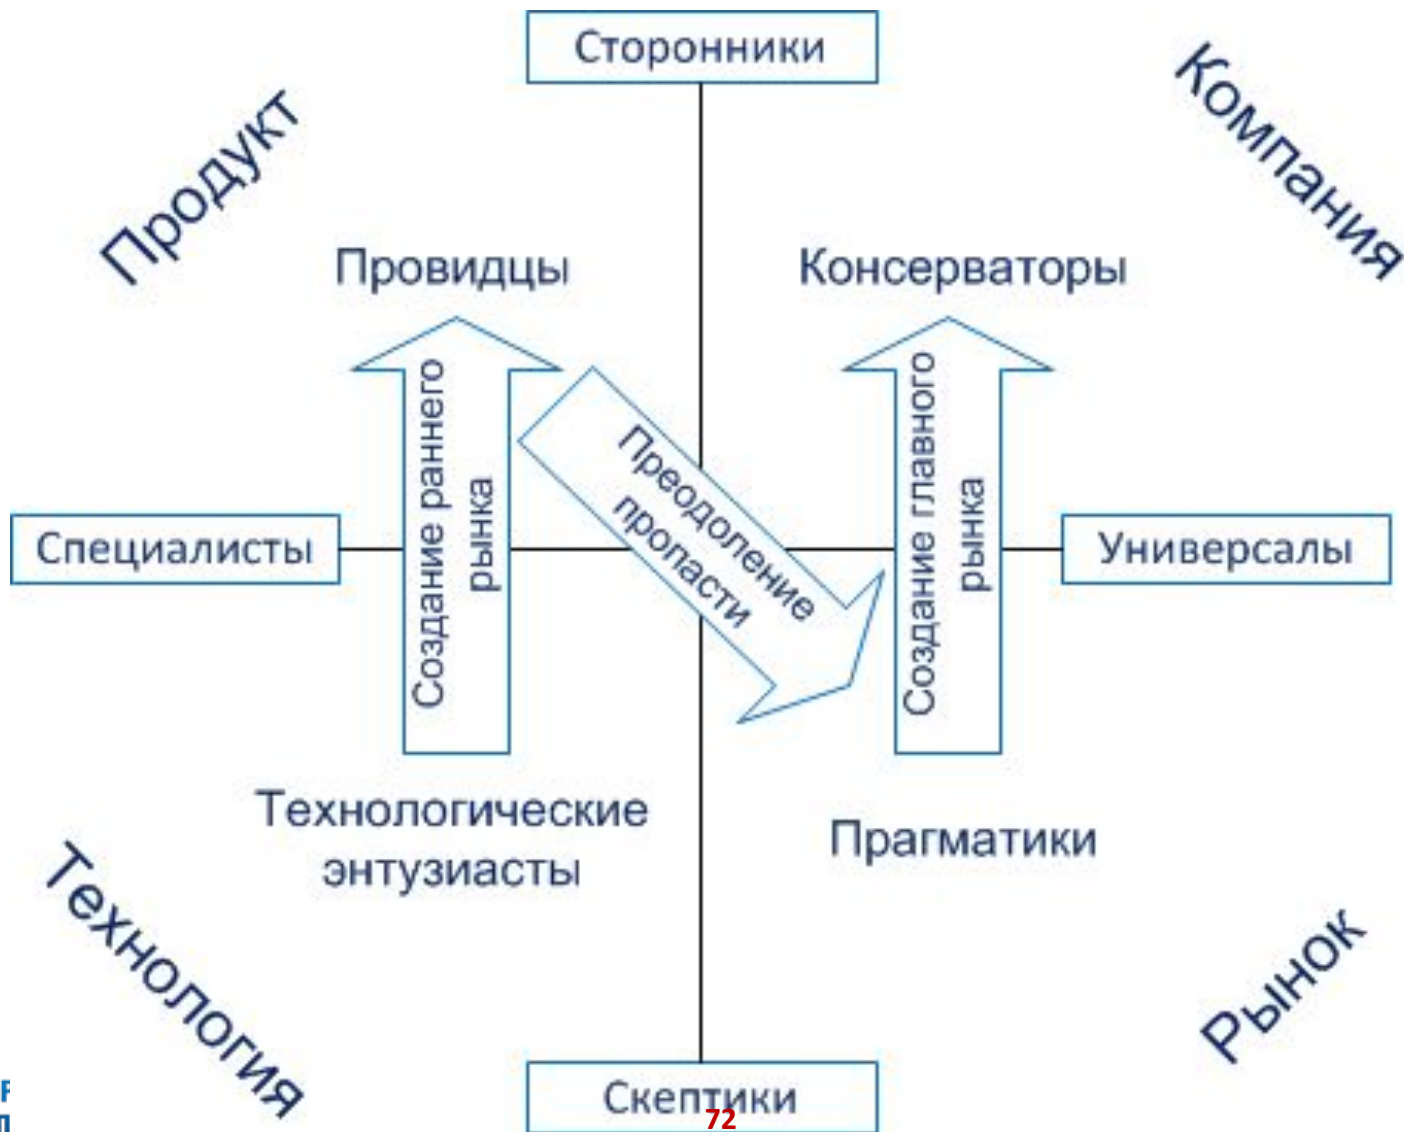 Сторонники
Продукт
Компания
Провидцы
Консерваторы
Создание раннего
рынка
Преодоление
пропасти
Создание главного
рынка
Специалисты
Универсалы
Технологические
энтузиасты
Прагматики
Технология
Рынок
Скептики
72